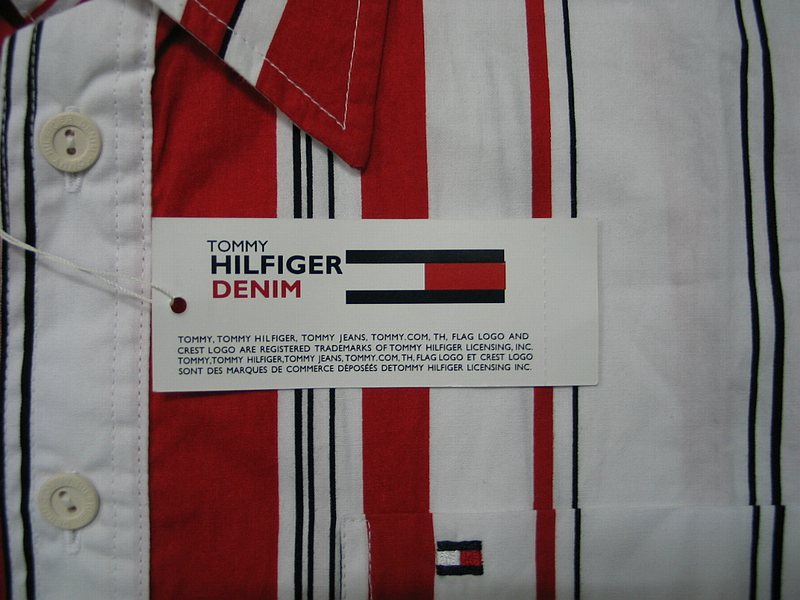 TOMMY
HILFIGER
DENIM
TOMMY, TOMMY HILFIGER, TOMMY JEANS, TOMMY.COM, TH, FLAG LOGO AND
CREST LOGO ARE REGISTERED TRADEMARKS OF TOMMY HILFIGER LICENSING, INC.
TOMMY,TOMMY HILFIGER,TOMMY JEANS, TOMMY.COM, TH, FLAG LOGO ET CREST LOGO
SONT DES MARQUES DE COMMERCE DÉPOSÉES DETOMMY HILFIGER LICENSING INC.